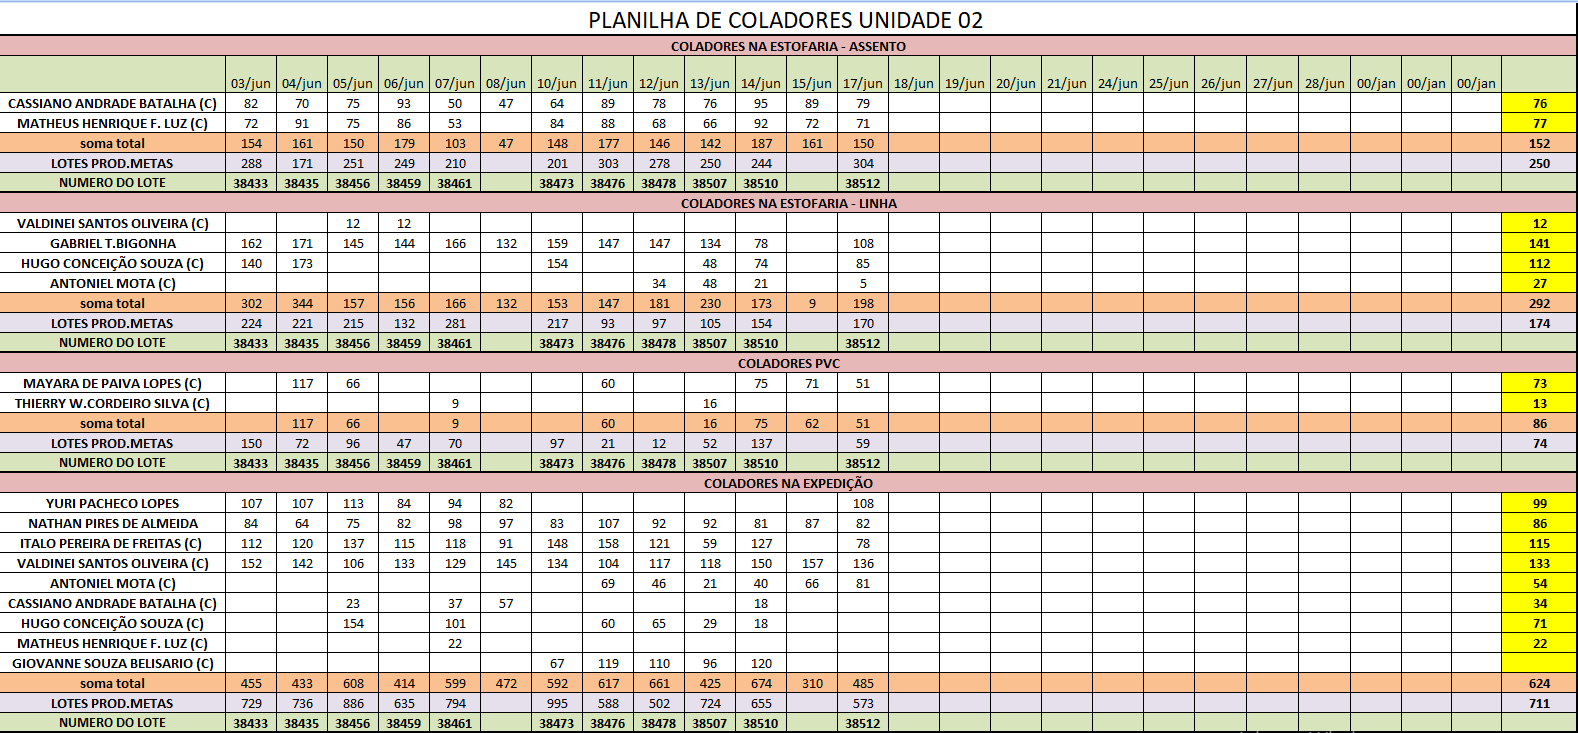 PLANILHA DE COLADORES UNIDADE 02
COLADORES NA ESTOFARIA - ASSENTO
03/jun 04/jun 05/jun 06/jun 07/jun 08/jun 10/jun 11/jun 12/jun 13/jun 14/jun 15/jun 17/jun 18/jun 19/jun 20/jun 21/jun 24/jun 25/jun 26/jun 27/jun 28/jun 00/jan 00/jan 00/jan
CASSIANO ANDRADE BATALHA (C) 82 70 75 93 50 47 64 89 78 76 95 89 79 76
MATHEUS HENRIQUE F. LUZ (C) 72 91 75 86 53 84 88 68 66 92 72 71 77
soma total 154 161 150 179 103 47 148 177 146 142 187 161 150 152
LOTES PROD.METAS 288 171 251 249 210 201 303 278 250 244 304 250
NUMERO DO LOTE 38433 38435 38456 38459 38461 38473 38476 38478 38507 38510 38512
COLADORES NA ESTOFARIA - LINHA
VALDINEI SANTOS OLIVEIRA (C) 12 12 12
GABRIEL T.BIGONHA 162 171 145 144 166 132 159 147 147 134 78 108 141
HUGO CONCEIÇÃO SOUZA (C) 140 173 154 48 74 85 112
ANTONIEL MOTA (C) 34 48 21 5 27
soma total 302 344 157 156 166 132 153 147 181 230 173 9 198 292
LOTES PROD.METAS 224 221 215 132 281 217 93 97 105 154 170 174
NUMERO DO LOTE 38433 38435 38456 38459 38461 38473 38476 38478 38507 38510 38512
COLADORES PVC
MAYARA DE PAIVA LOPES (C) 117 66 60 75 71 51 73
THIERRY W.CORDEIRO SILVA (C) 9 16 13
soma total 117 66 9 60 16 75 62 51 86
LOTES PROD.METAS 150 72 96 47 70 97 21 12 52 137 59 74
NUMERO DO LOTE 38433 38435 38456 38459 38461 38473 38476 38478 38507 38510 38512
COLADORES NA EXPEDIÇÃO
YURI PACHECO LOPES 107 107 113 84 94 82 108 99
NATHAN PIRES DE ALMEIDA 84 64 75 82 98 97 83 107 92 92 81 87 82 86
ITALO PEREIRA DE FREITAS (C) 112 120 137 115 118 91 148 158 121 59 127 78 115
VALDINEI SANTOS OLIVEIRA (C) 152 142 106 133 129 145 134 104 117 118 150 157 136 133
ANTONIEL MOTA (C) 69 46 21 40 66 81 54
CASSIANO ANDRADE BATALHA (C) 23 37 57 18 34
HUGO CONCEIÇÃO SOUZA (C) 154 101 60 65 29 18 71
MATHEUS HENRIQUE F. LUZ (C) 22 22
GIOVANNE SOUZA BELISARIO (C) 67 119 110 96 120
soma total 455 433 608 414 599 472 592 617 661 425 674 310 485 624
LOTES PROD.METAS 729 736 886 635 794 995 588 502 724 655 573 711
NUMERO DO LOTE 38433 38435 38456 38459 38461 38473 38476 38478 38507 38510 38512